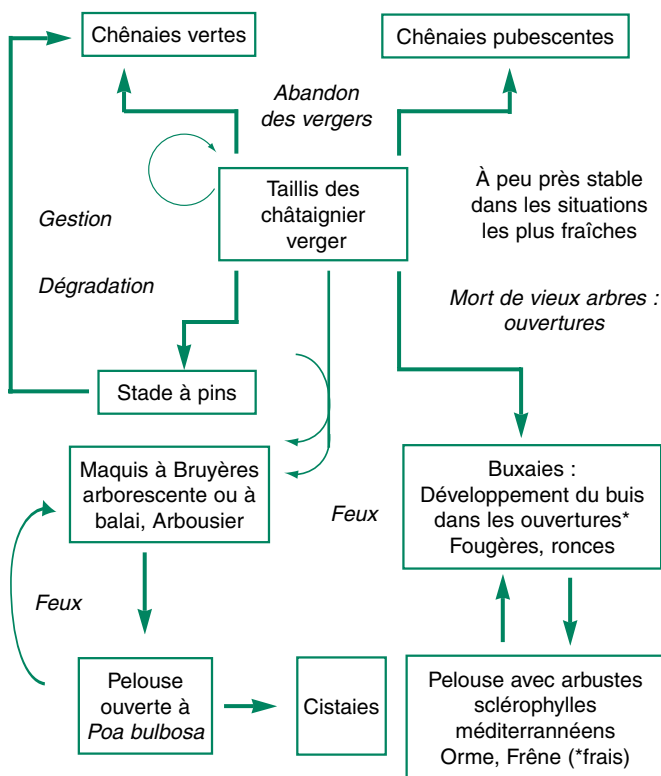 Chênaies vertes
Chênaies pubescentes
Abandon
des vergers
Taillis des
châtaignier
verger
À peu près stable
dans les situations
les plus fraîches
Gestion
Dégradation
Mort de vieux arbres :
ouvertures
Stade à pins
Maquis à Bruyères
arborescente ou à
balai, Arbousier
Feux
Buxaies :
Développement du buis
dans les ouvertures*
Fougères, ronces
Feux
Pelouse
ouverte à
Poa bulbosa
Cistaies
Pelouse avec arbustes
sclérophylles
méditerrannéens
Orme, Frêne (*frais)